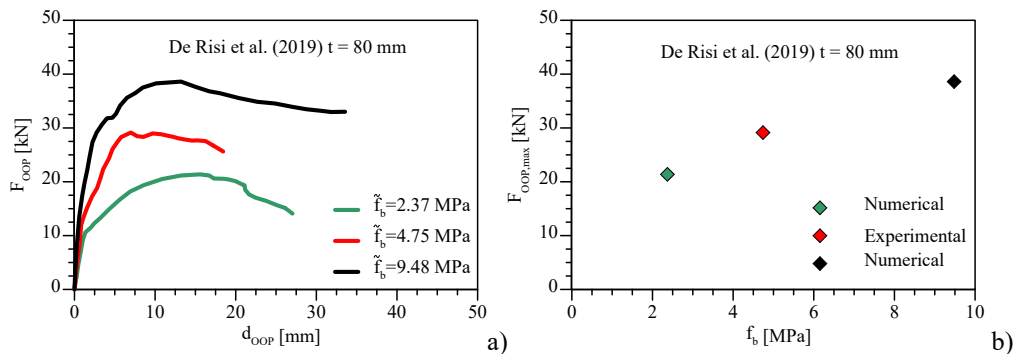 De Risi et al. (2019) t = 80 mm
F_OOP [kN]
50
40
30
20
10
0
f̃_b=2.37 MPa
f̃_b=4.75 MPa
f̃_b=9.48 MPa
0 10 20 30 40 50
d_OOP [mm]
a)
De Risi et al. (2019) t = 80 mm
F_OOP,max [kN]
50
40
30
20
10
0
Numerical
Experimental
Numerical
0 2 4 6 8 10
f_b [MPa]
b)